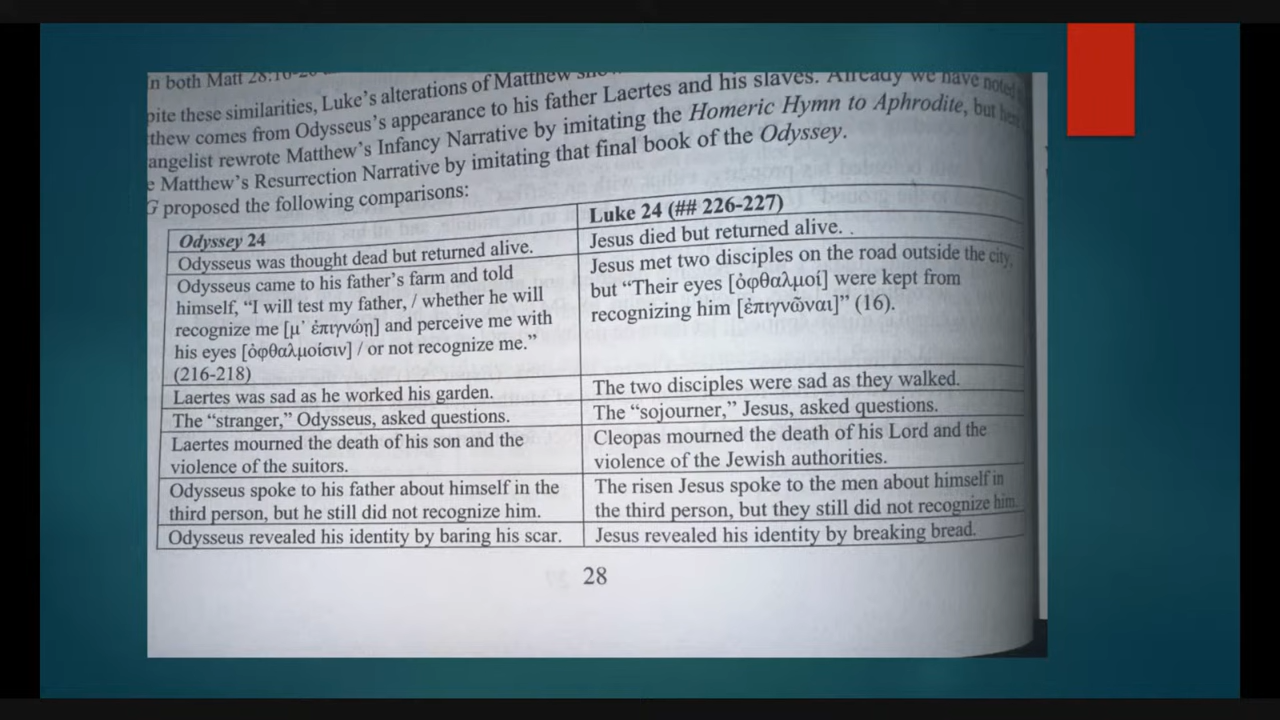 in both Matt 28:16-20
pite these similarities, Luke's alterations of Matthew
thew comes from Odysseus's appearance to his father Laertes and his slaves. Already we have noted
angelist rewrote Matthew's Infancy Narrative by imitating the Homeric Hymn to Aphrodite, but
e Matthew's Resurrection Narrative by imitating that final book of the Odyssey.
G proposed the following comparisons:
Odyssey 24
Odysseus was thought dead but returned alive.
Odysseus came to his father's farm and told
himself, "I will test my father, / whether he will
recognize me [μ' ἐπιγνώῃ] and perceive me with
his eyes [ὀφθαλμοίσιν] / or not recognize me."
(216-218)
Laertes was sad as he worked his garden.
The "stranger," Odysseus, asked questions.
Laertes mourned the death of his son and the
violence of the suitors.
Odysseus spoke to his father about himself in the
third person, but he still did not recognize him.
Odysseus revealed his identity by baring his scar.
Luke 24 (## 226-227)
Jesus died but returned alive. .
Jesus met two disciples on the road outside the city,
but "Their eyes [ὀφθαλμοί] were kept from
recognizing him [ἐπιγνῶναι]" (16).
The two disciples were sad as they walked.
The "sojourner," Jesus, asked questions.
Cleopas mourned the death of his Lord and the
violence of the Jewish authorities.
The risen Jesus spoke to the men about himself in
the third person, but they still did not recognize him.
Jesus revealed his identity by breaking bread.
28